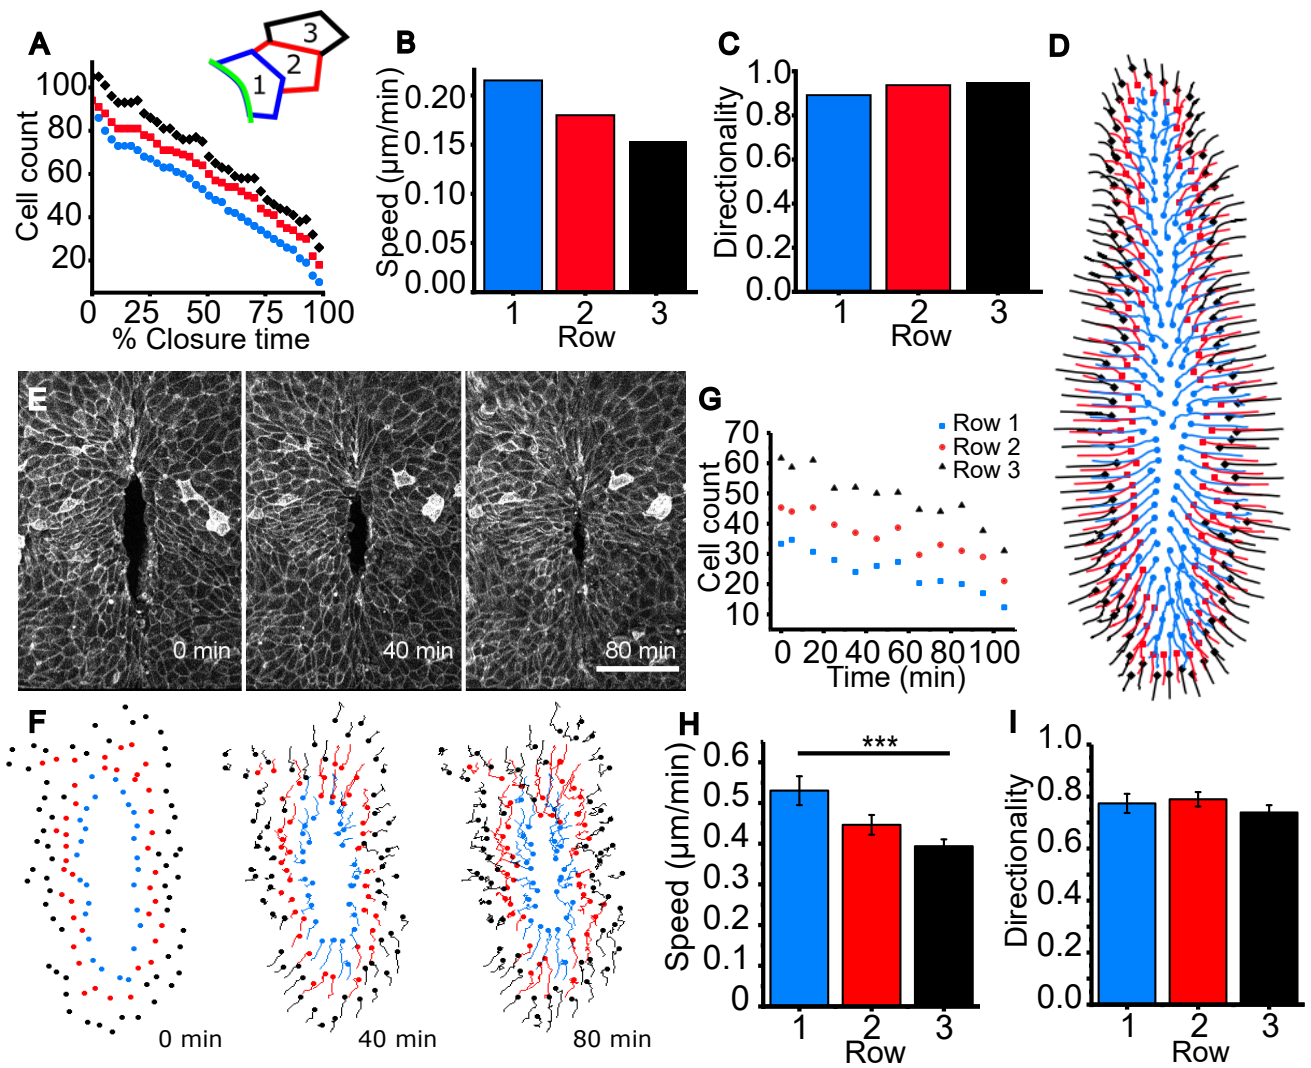 A
3
2
1
Cell count
100
80
60
40
20
0 25 50 75 100
% Closure time
B
Speed (µm/min)
0.20
0.15
0.10
0.05
0.00
1 2 3
Row
C
Directionality
1.0
0.8
0.6
0.4
0.2
0.0
1 2 3
Row
D
E
0 min
40 min
80 min
F
0 min
40 min
80 min
G
Row 1
Row 2
Row 3
Cell count
70
60
50
40
30
20
10
0 20 40 60 80 100
Time (min)
H
***
Speed (µm/min)
0.6
0.5
0.4
0.3
0.2
0.1
0
1 2 3
Row
I
Directionality
1.0
0.8
0.6
0.4
0.2
0.0
1 2 3
Row